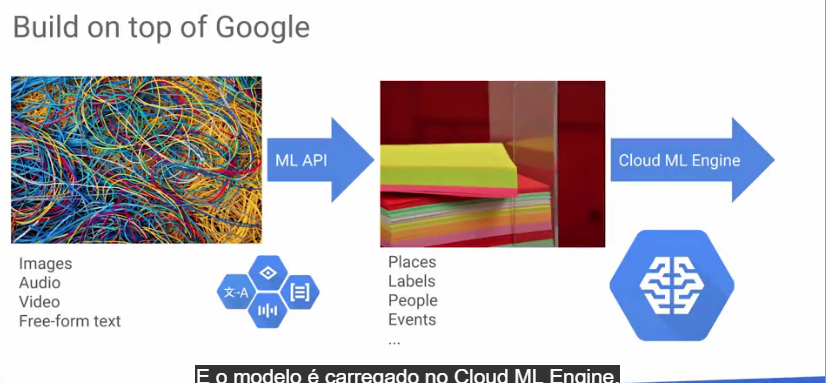 Build on top of Google
ML API
Cloud ML Engine
Images
Audio
Video
Free-form text
文→A
Places
Labels
People
Events
...
E o modelo é carregado no Cloud ML Engine.